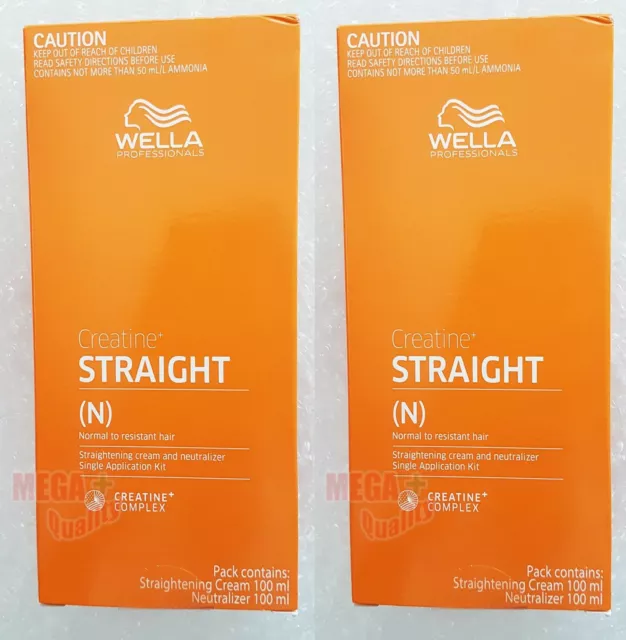 CAUTION
KEEP OUT OF REACH OF CHILDREN
READ SAFETY DIRECTIONS BEFORE USE
CONTAINS NOT MORE THAN 50 mL/L AMMONIA
WELLA
PROFESSIONALS
Creatine+
STRAIGHT
(N)
Normal to resistant hair
Straightening cream and neutralizer
Single Application Kit
MEGA+
Quality
CREATINE+
COMPLEX
Pack contains:
Straightening Cream 100 ml
Neutralizer 100 ml
CAUTION
KEEP OUT OF REACH OF CHILDREN
READ SAFETY DIRECTIONS BEFORE USE
CONTAINS NOT MORE THAN 50 mL/L AMMONIA
WELLA
PROFESSIONALS
Creatine+
STRAIGHT
(N)
Normal to resistant hair
Straightening cream and neutralizer
Single Application Kit
MEGA+
Quality
CREATINE+
COMPLEX
Pack contains:
Straightening Cream 100 ml
Neutralizer 100 ml